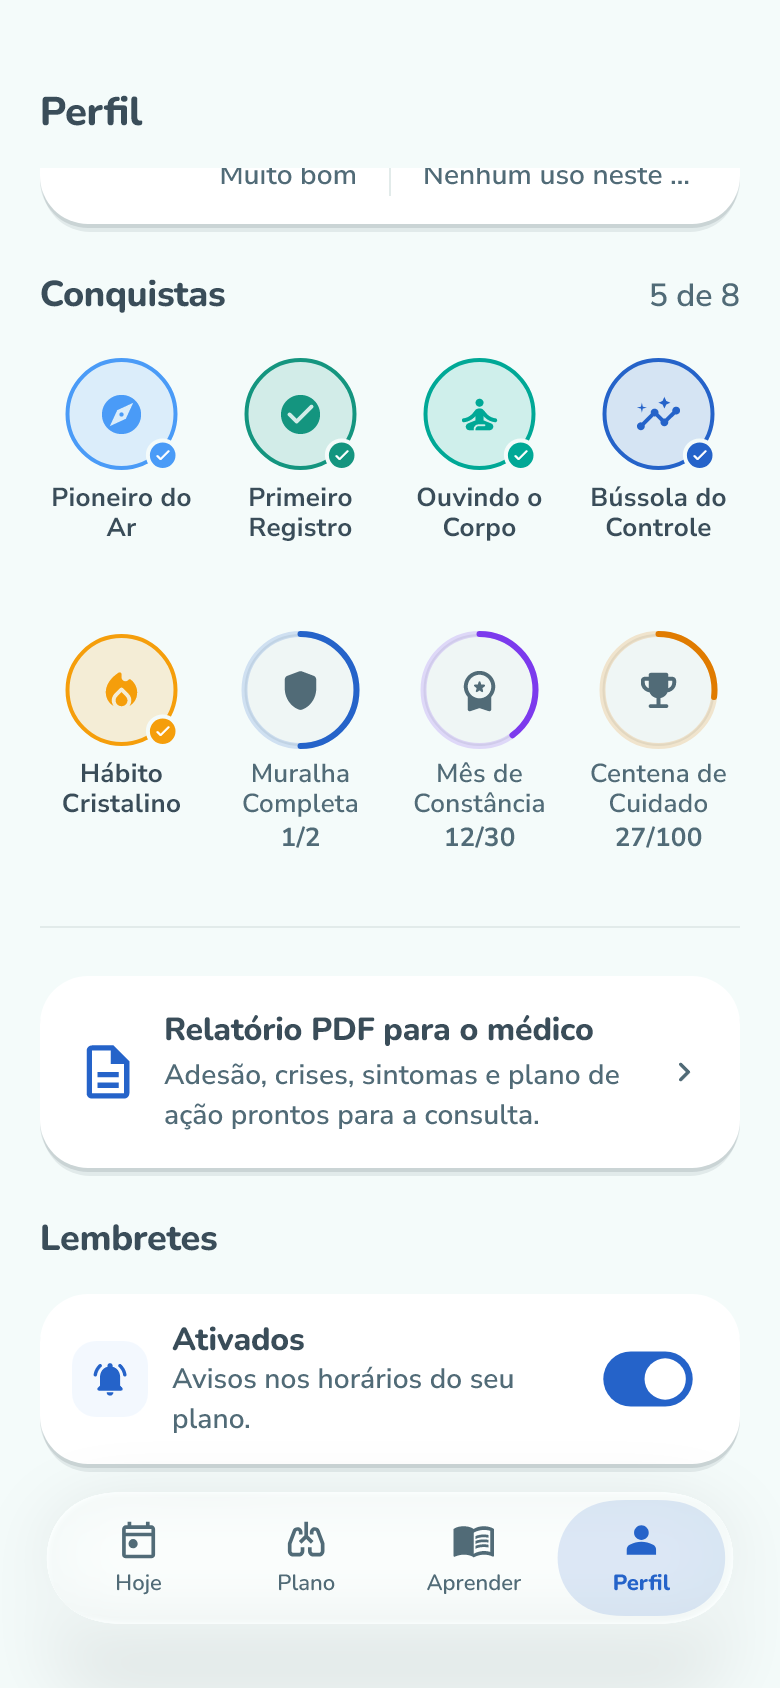 Perfil
Muito bom
Nenhum uso neste ...
Conquistas
5 de 8
Pioneiro do
Ar
Primeiro
Registro
Ouvindo o
Corpo
Bússola do
Controle
Hábito
Cristalino
Muralha
Completa
1/2
Mês de
Constância
12/30
Centena de
Cuidado
27/100
Relatório PDF para o médico
Adesão, crises, sintomas e plano de
ação prontos para a consulta.
Lembretes
Ativados
Avisos nos horários do seu
plano.
Hoje
Plano
Aprender
Perfil